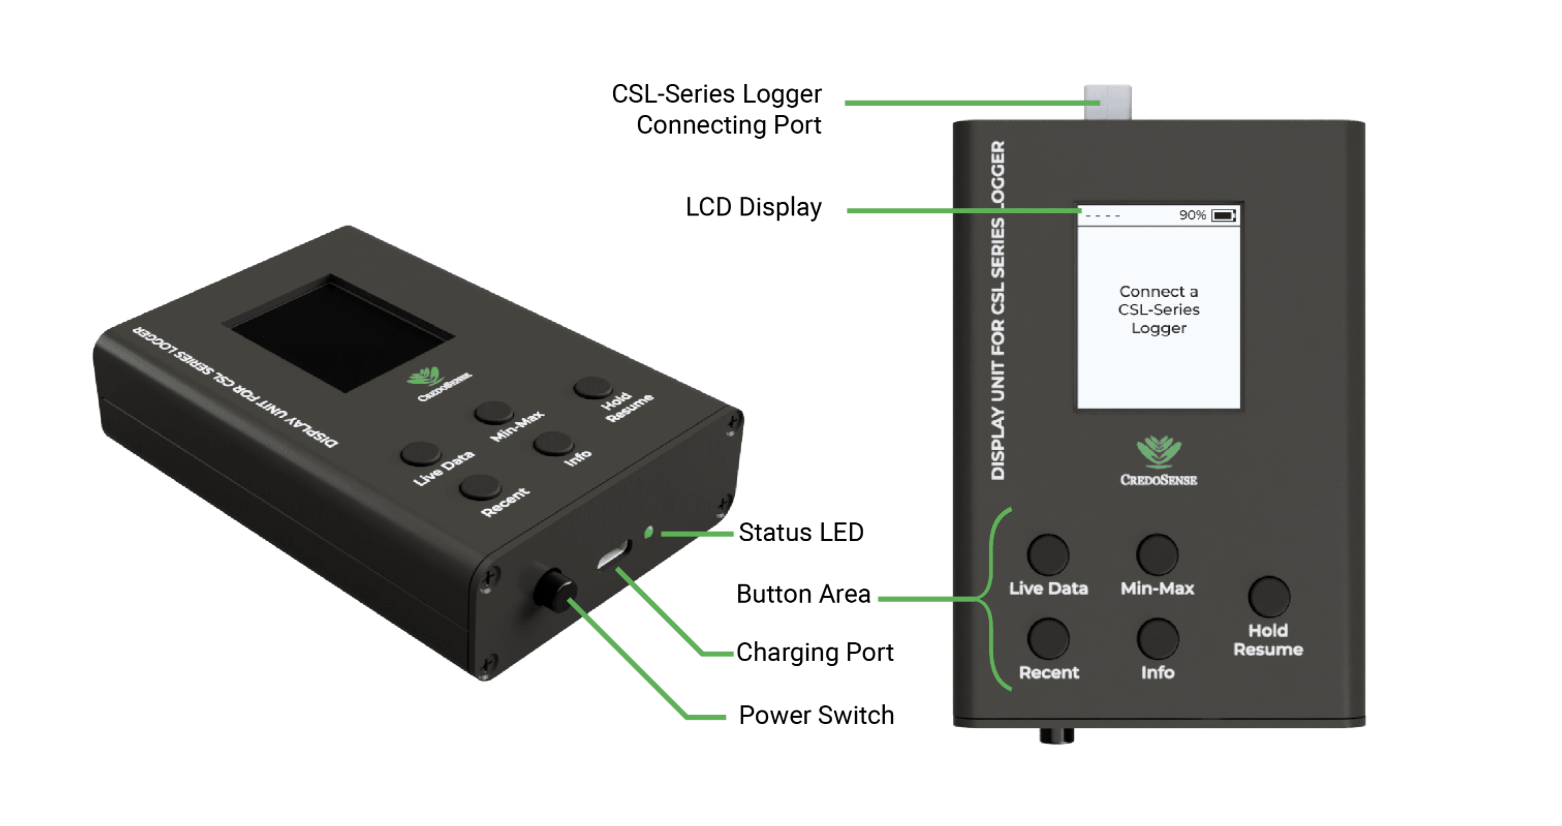 CSL-Series Logger
Connecting Port
LCD Display
Status LED
Button Area
Charging Port
Power Switch
DISPLAY UNIT FOR CSL SERIES LOGGER
CREDOSENSE
Live Data
Min-Max
Hold
Resume
Recent
Info
DISPLAY UNIT FOR CSL SERIES LOGGER
- - - -
90%
Connect a
CSL-Series
Logger
CREDOSENSE
Live Data
Min-Max
Hold
Resume
Recent
Info